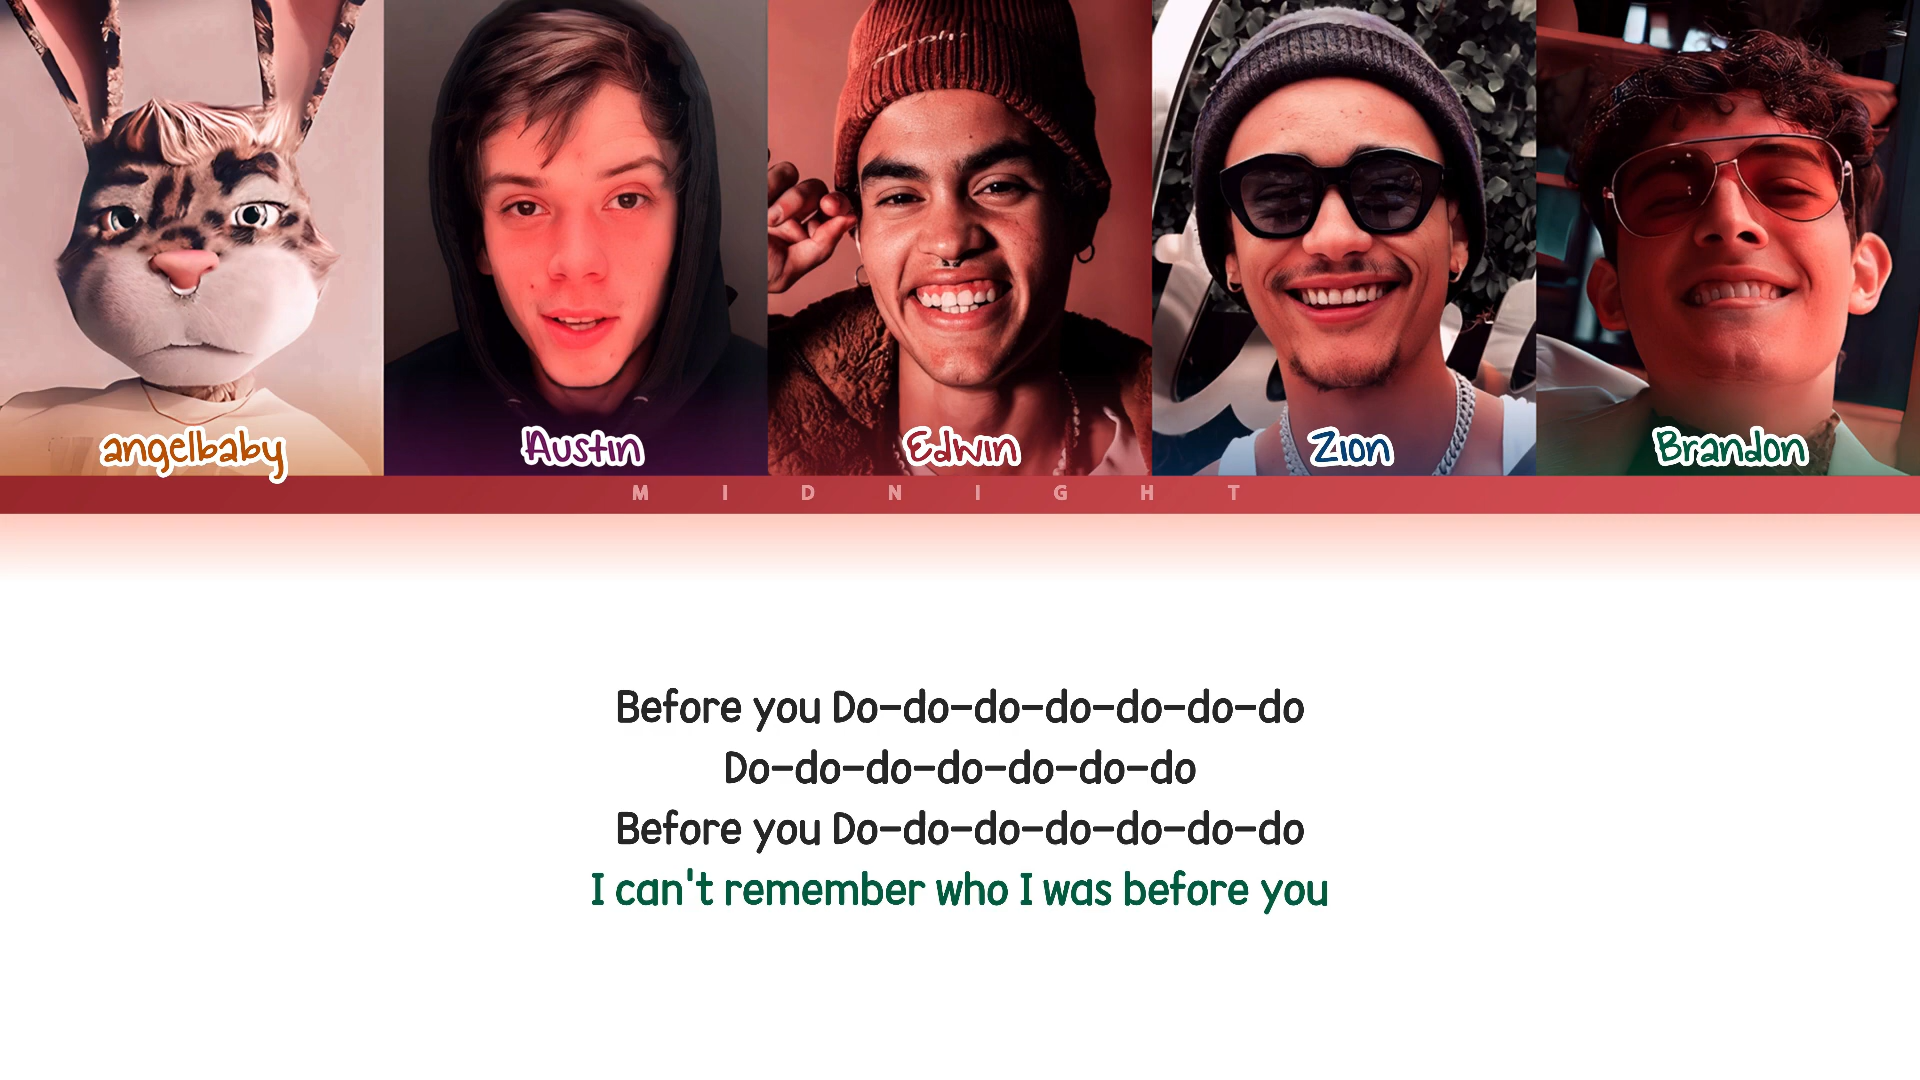 angelbaby
Austin
Edwin
Zion
Brandon
MIDNIGHT
Before you Do-do-do-do-do-do-do
Do-do-do-do-do-do-do
Before you Do-do-do-do-do-do-do
I can't remember who I was before you